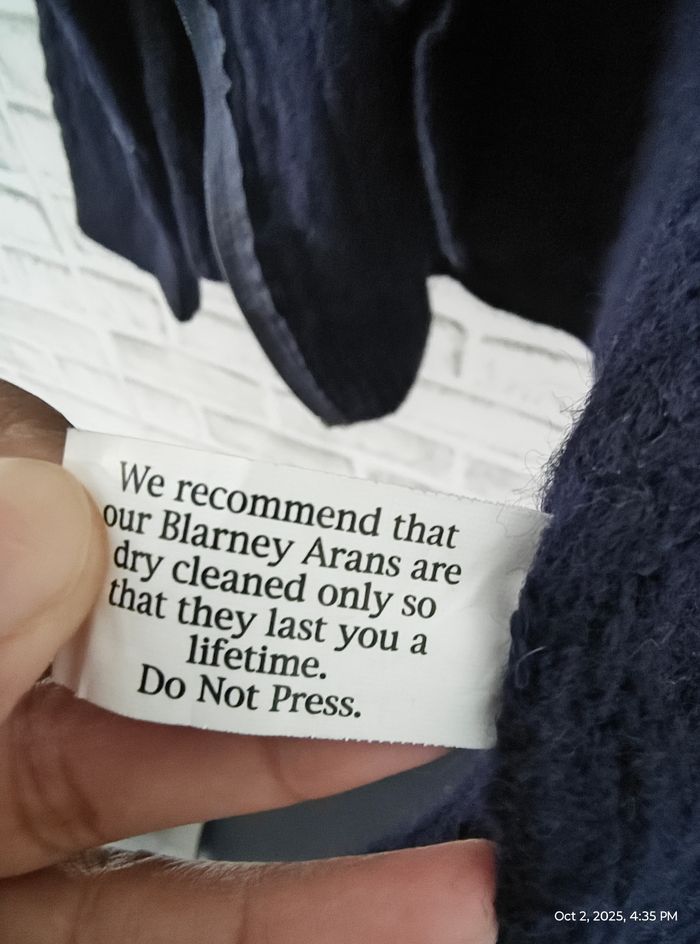 We recommend that
our Blarney Arans are
dry cleaned only so
that they last you a
lifetime.
Do Not Press.
Oct 2, 2025, 4:35 PM